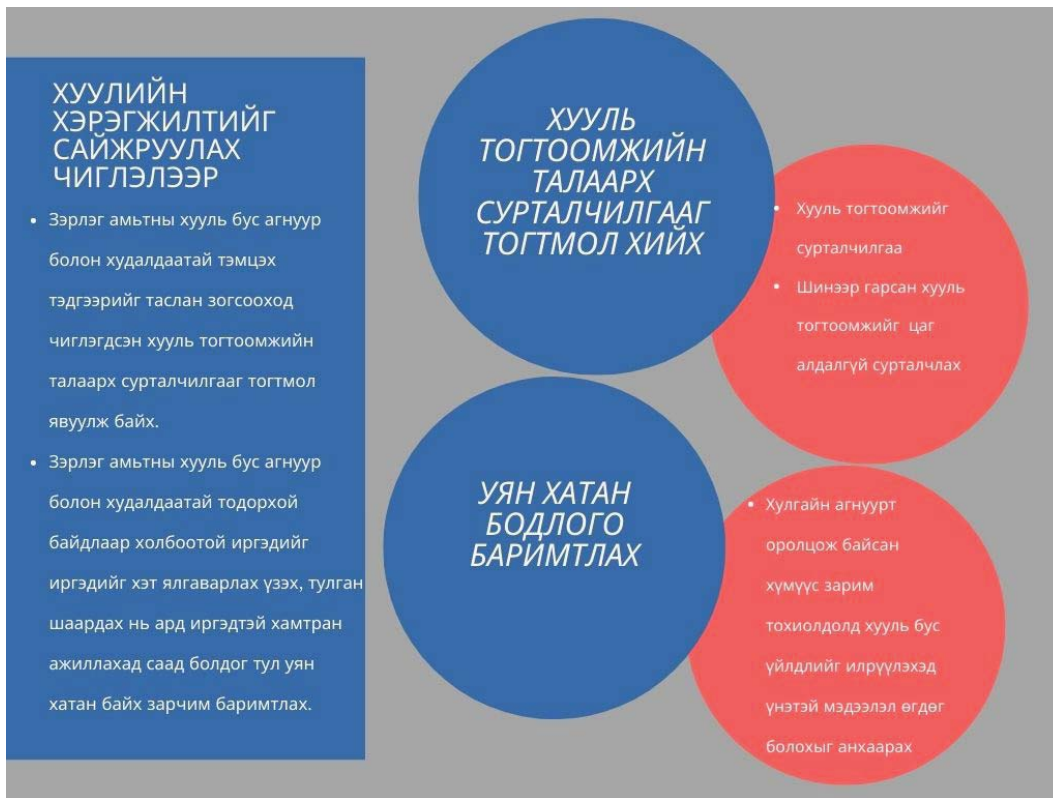 ХУУЛИЙН
ХЭРЭГЖИЛТИЙГ
САЙЖРУУЛАХ
ЧИГЛЭЛЭЭР
• Зэрлэг амьтны хууль бус агнуур
болон худалдаатай тэмцэх
тэдгээрийг таслан зогсооход
чиглэгдсэн хууль тогтоомжийн
талаарх сурталчилгааг тогтмол
явуулж байх.
• Зэрлэг амьтны хууль бус агнуур
болон худалдаатай тодорхой
байдлаар холбоотой иргэдийг
иргэдийг хэт ялгаварлах үзэх, тулган
шаардах нь ард иргэдтэй хамтран
ажиллахад саад болдог тул уян
хатан байх зарчим баримтлах.
ХУУЛЬ
ТОГТООМЖИЙН
ТАЛААРХ
СУРТАЛЧИЛГААГ
ТОГТМОЛ ХИЙХ
• Хууль тогтоомжийг
сурталчилгаа
• Шинээр гарсан хууль
тогтоомжийг цаг
алдалгүй сурталчлах
УЯН ХАТАН
БОДЛОГО
БАРИМТЛАХ
• Хулгайн агнуурт
оролцож байсан
хүмүүс зарим
тохиолдолд хууль бус
үйлдлийг илрүүлэхэд
үнэтэй мэдээлэл өгдөг
болохыг анхаарах